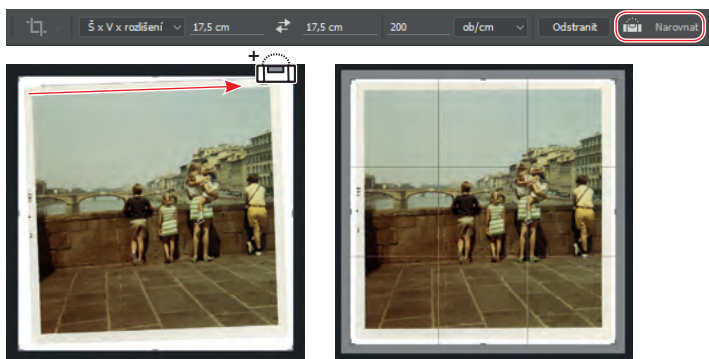 Š x V x rozlišení 17,5 cm 17,5 cm 200 ob/cm Odstranit Narovnat